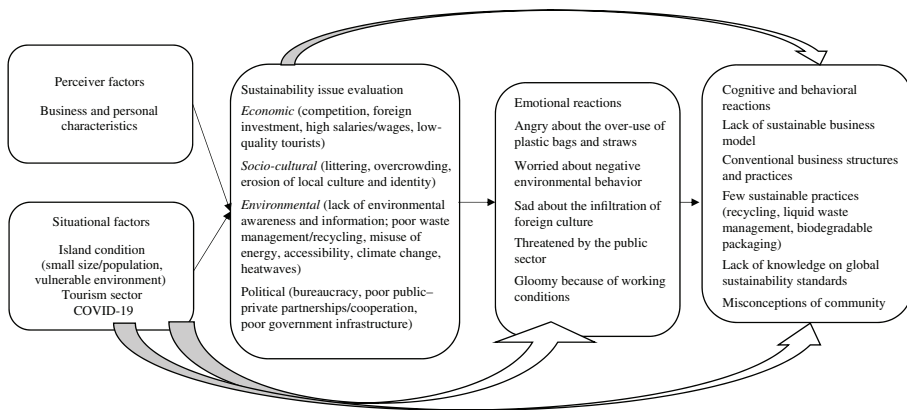 Perceiver factors
Business and personal
characteristics
Situational factors
Island condition
(small size/population,
vulnerable environment)
Tourism sector
COVID-19
Sustainability issue evaluation
Economic (competition, foreign
investment, high salaries/wages, low-
quality tourists)
Socio-cultural (littering, overcrowding,
erosion of local culture and identity)
Environmental (lack of environmental
awareness and information; poor waste
management/recycling, misuse of
energy, accessibility, climate change,
heatwaves)
Political (bureaucracy, poor public–
private partnerships/cooperation,
poor government infrastructure)
Emotional reactions
Angry about the over-use of
plastic bags and straws
Worried about negative
environmental behavior
Sad about the infiltration of
foreign culture
Threatened by the public
sector
Gloomy because of working
conditions
Cognitive and behavioral
reactions
Lack of sustainable business
model
Conventional business structures
and practices
Few sustainable practices
(recycling, liquid waste
management, biodegradable
packaging)
Lack of knowledge on global
sustainability standards
Misconceptions of community